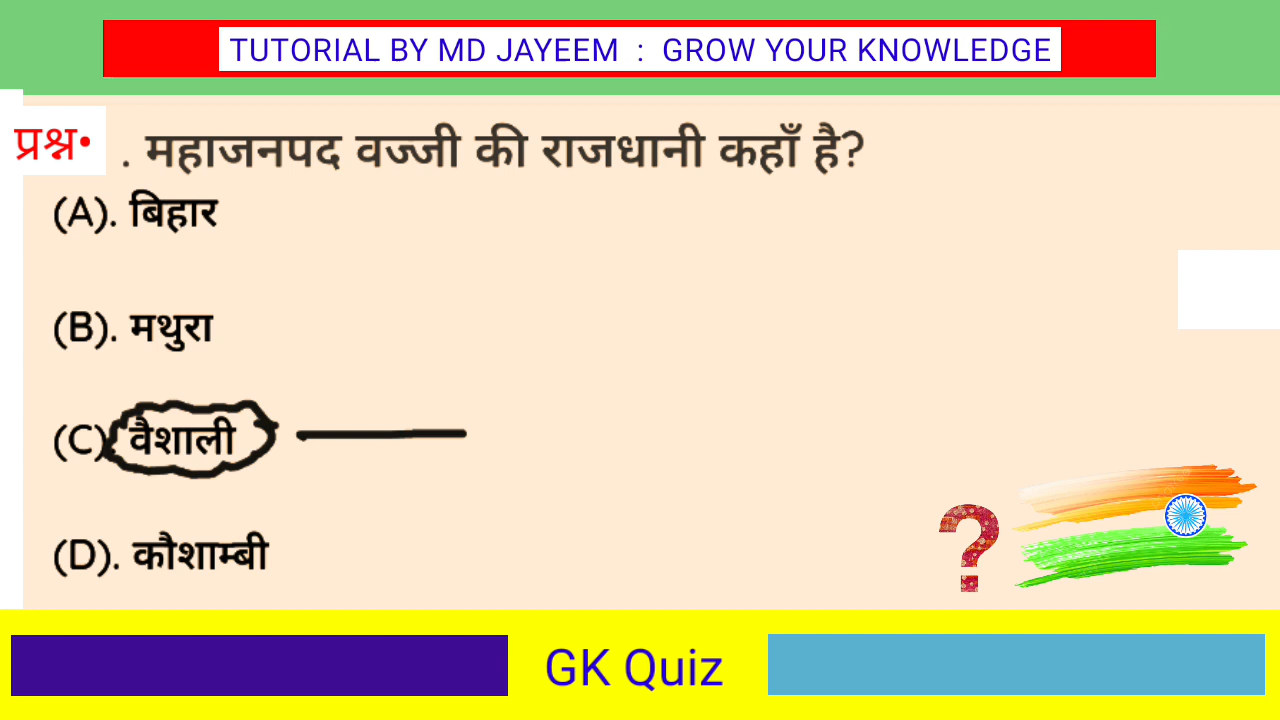 TUTORIAL BY MD JAYEEM : GROW YOUR KNOWLEDGE
प्रश्न• . महाजनपद वज्जी की राजधानी कहाँ है?
(A). बिहार
(B). मथुरा
(C) वैशाली
(D). कौशाम्बी
?
GK Quiz